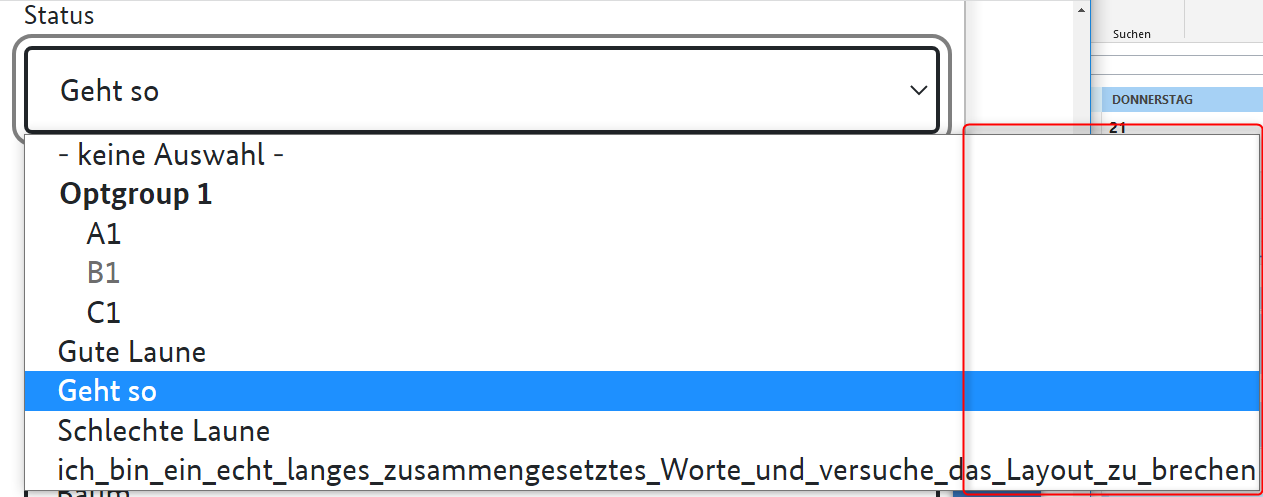 Status
Suchen
Geht so
DONNERSTAG
21
- keine Auswahl -
Optgroup 1
A1
B1
C1
Gute Laune
Geht so
Schlechte Laune
ich_bin_ein_echt_langes_zusammengesetztes_Worte_und_versuche_das_Layout_zu_brechen
Baum